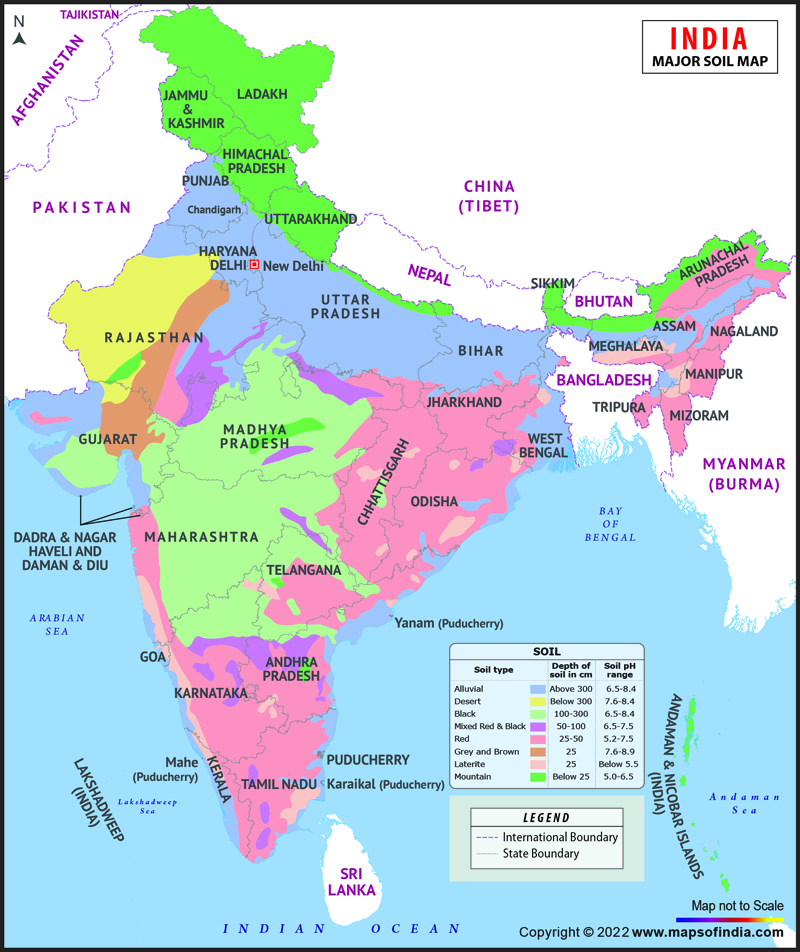 N
TAJIKISTAN
INDIA
MAJOR SOIL MAP
AFGHANISTAN
LADAKH
JAMMU
&
KASHMIR
HIMACHAL
PRADESH
PUNJAB
CHINA
(TIBET)
PAKISTAN
Chandigarh
UTTARAKHAND
HARYANA
DELHI
New Delhi
NEPAL
ARUNACHAL
PRADESH
SIKKIM
BHUTAN
UTTAR
PRADESH
RAJASTHAN
ASSAM
NAGALAND
MEGHALAYA
BIHAR
BANGLADESH
MANIPUR
JHARKHAND
TRIPURA
MIZORAM
GUJARAT
MADHYA
PRADESH
WEST
BENGAL
CHHATTISGARH
MYANMAR
(BURMA)
ODISHA
BAY
OF
BENGAL
DADRA & NAGAR
HAVELI AND
DAMAN & DIU
MAHARASHTRA
TELANGANA
ARABIAN
SEA
Yanam (Puducherry)
GOA
ANDHRA
PRADESH
KARNATAKA
SOIL
Soil type Depth of soil in cm Soil pH range
Alluvial Above 300 6.5-8.4
Desert Below 300 7.6-8.4
Black 100-300 6.5-8.4
Mixed Red & Black 50-100 6.5-7.5
Red 25-50 5.2-7.5
Grey and Brown 25 7.6-8.9
Laterite 25 Below 5.5
Mountain Below 25 5.0-6.5
Mahe
(Puducherry)
KERALA
PUDUCHERRY
TAMIL NADU
Karaikal (Puducherry)
LAKSHADWEEP
(INDIA)
Lakshadweep
Sea
ANDAMAN & NICOBAR ISLANDS
(INDIA)
Andaman
Sea
LEGEND
International Boundary
State Boundary
SRI
LANKA
INDIAN OCEAN
Map not to Scale
Copyright © 2022 www.mapsofindia.com